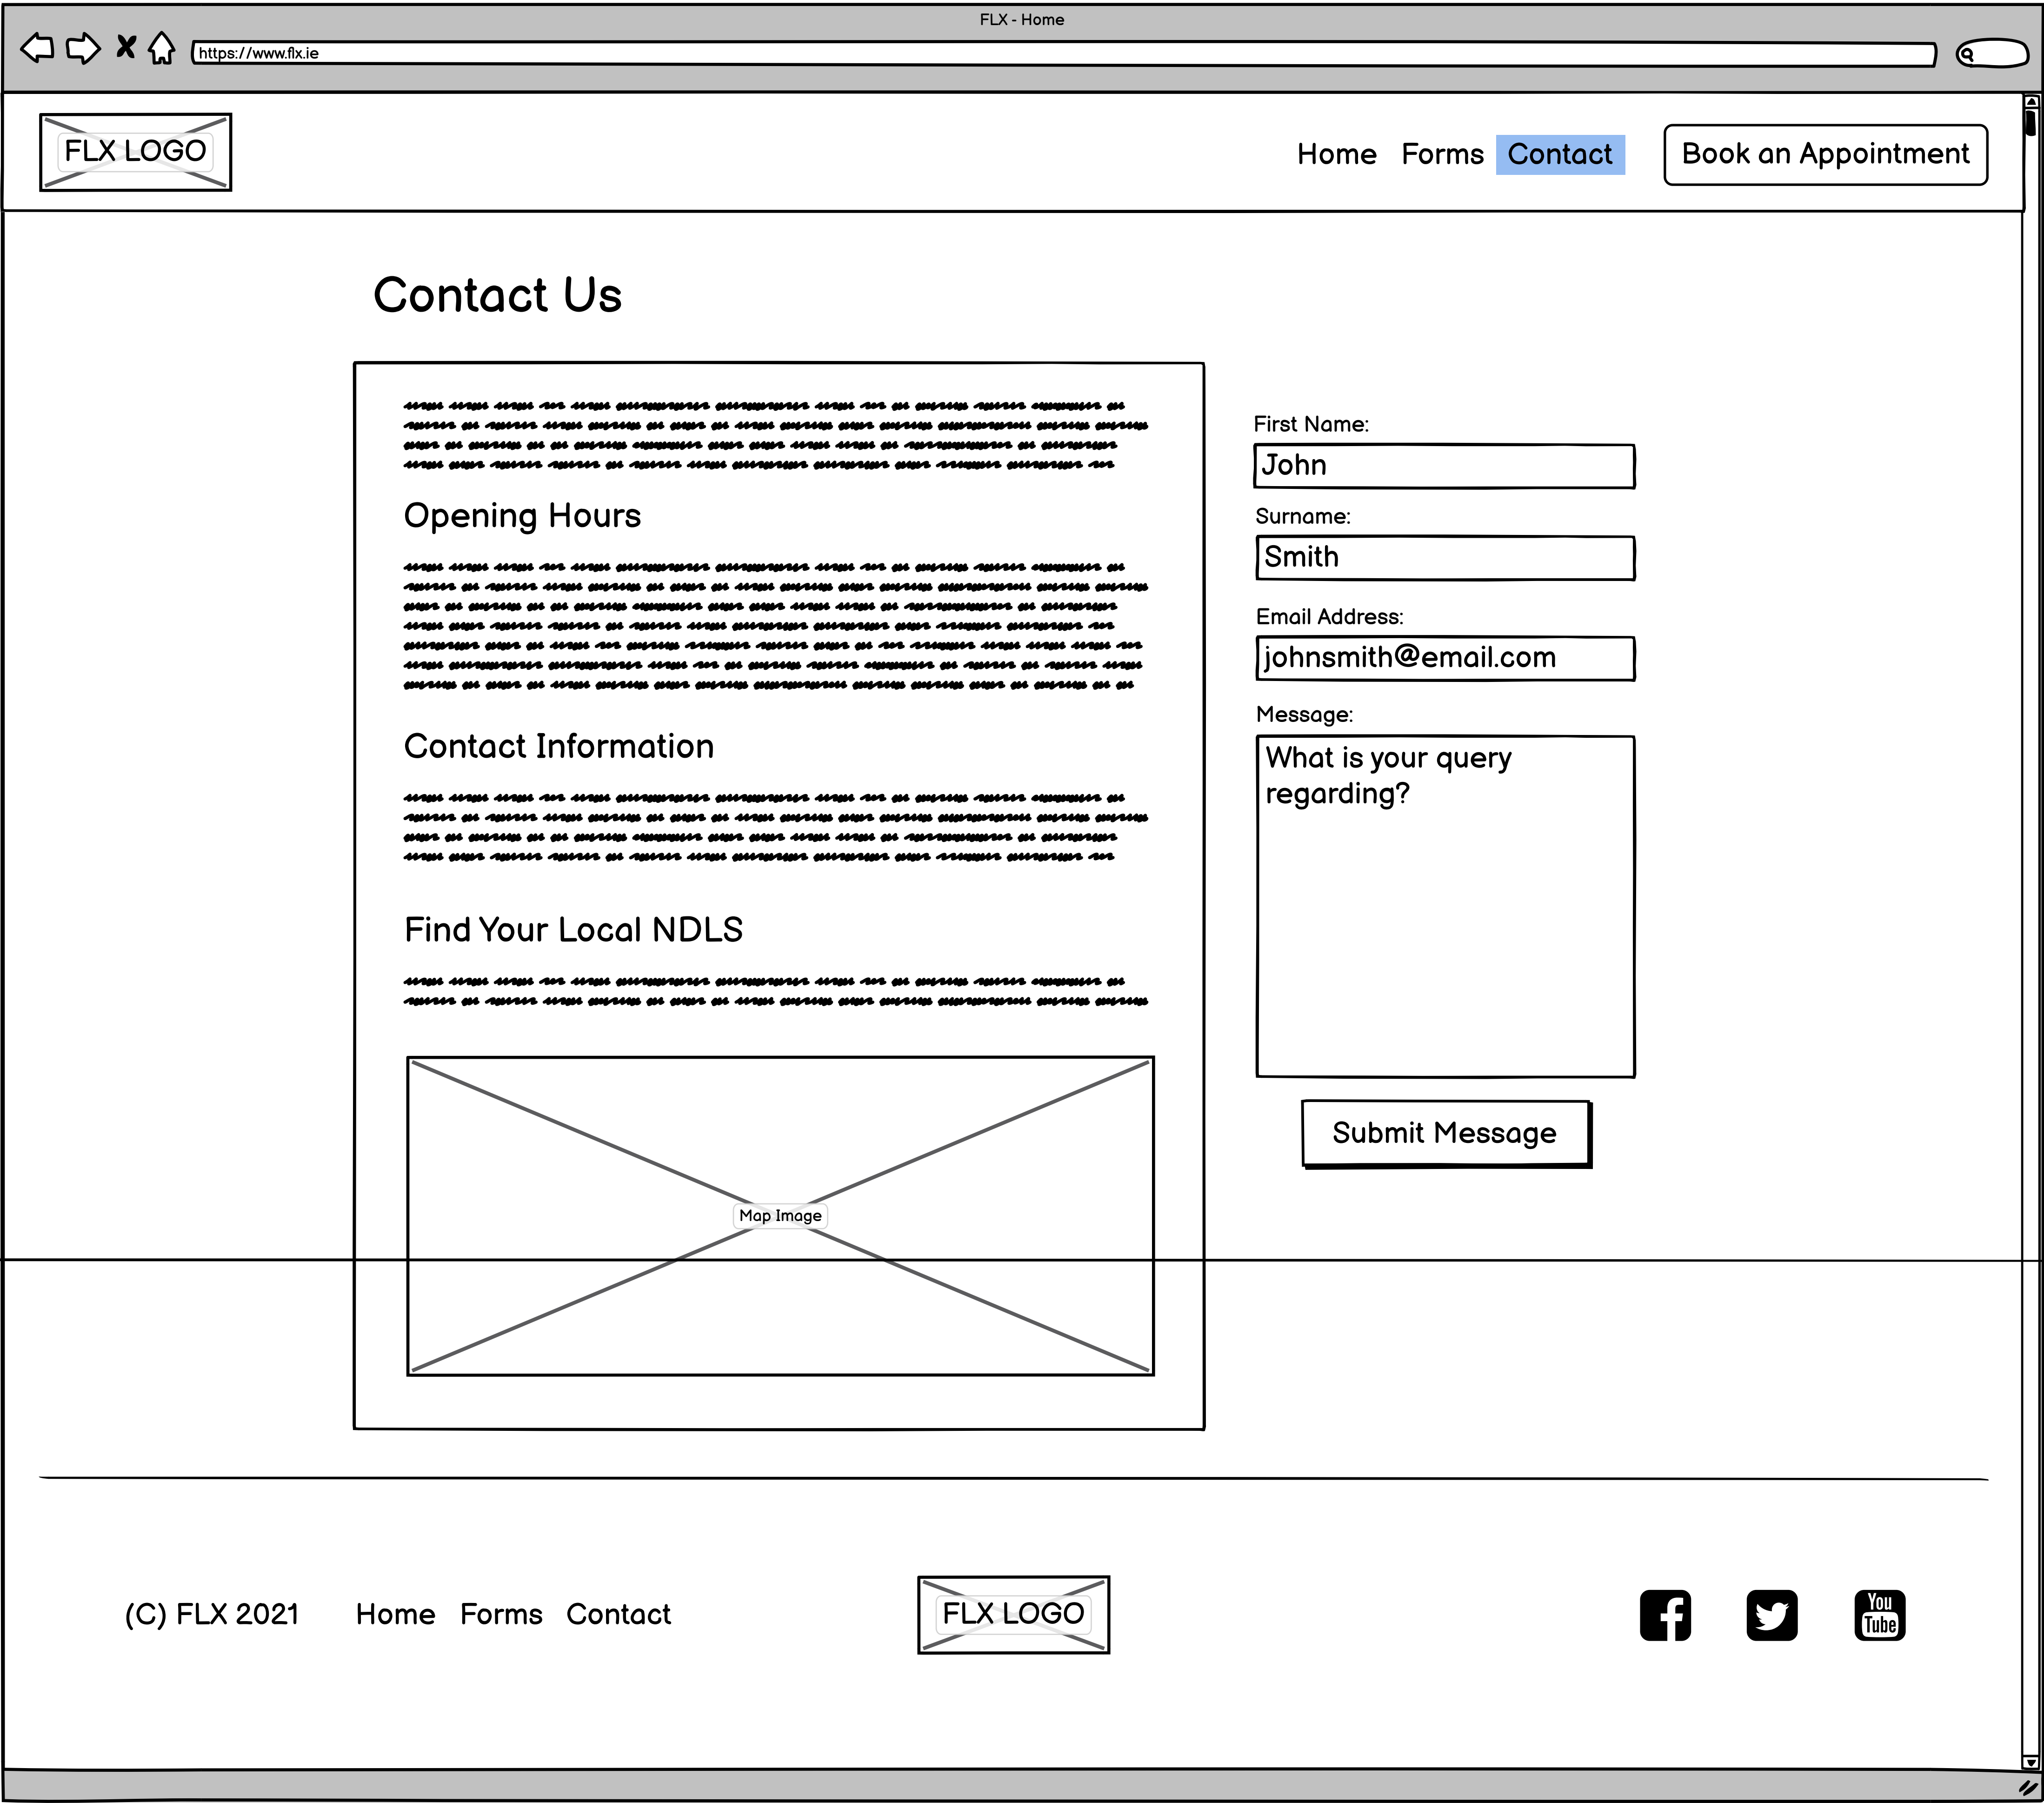 FLX - Home
https://www.flx.ie
FLX LOGO
Home Forms Contact Book an Appointment
Contact Us
Opening Hours
Contact Information
Find Your Local NDLS
Map Image
First Name:
John
Surname:
Smith
Email Address:
johnsmith@email.com
Message:
What is your query
regarding?
Submit Message
(C) FLX 2021 Home Forms Contact
FLX LOGO
You
Tube